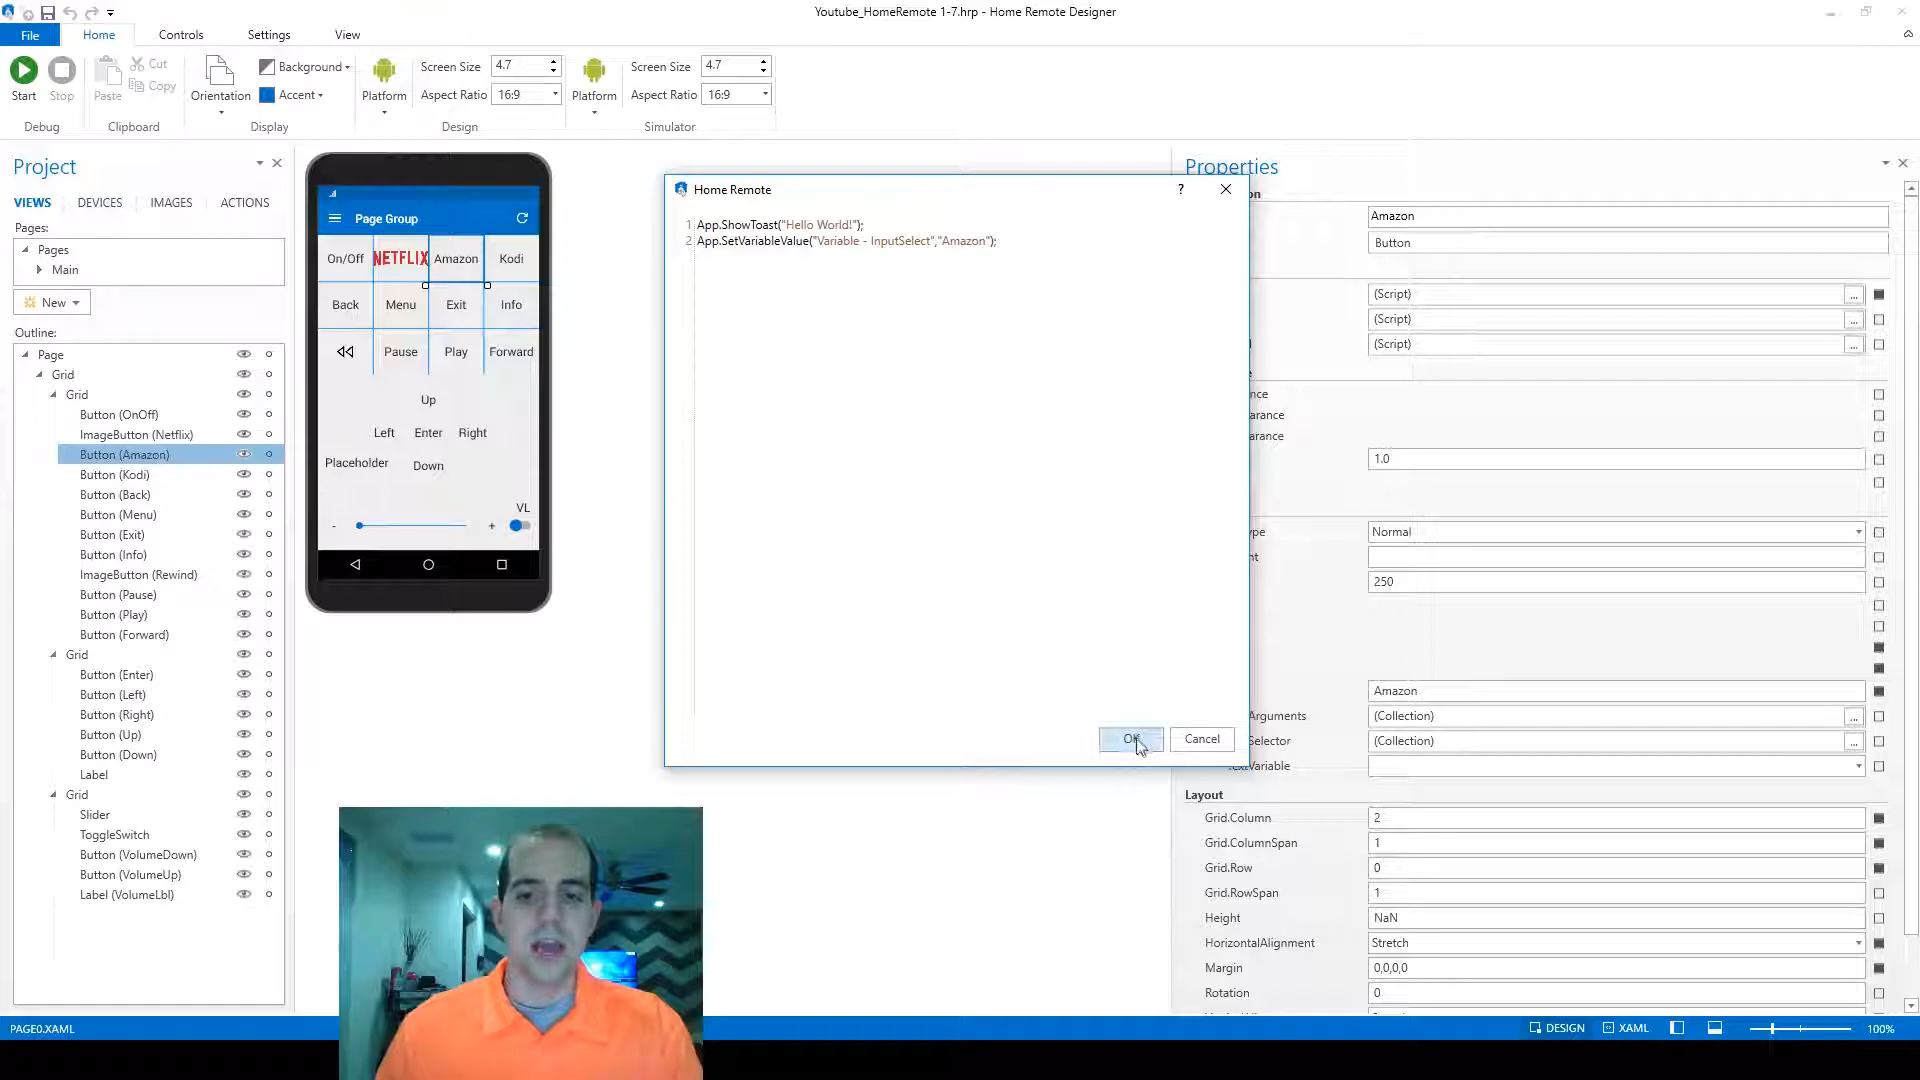 Youtube_HomeRemote 1-7.hrp - Home Remote Designer
File
Home
Controls
Settings
View
Start
Stop
Paste
Cut
Copy
Orientation
Background
Accent
Platform
Screen Size
4.7
Aspect Ratio
16:9
Platform
Screen Size
4.7
Aspect Ratio
16:9
Debug
Clipboard
Display
Design
Simulator
Project
VIEWS
DEVICES
IMAGES
ACTIONS
Pages:
Pages
Main
New
Outline:
Page
Grid
Grid
Button (OnOff)
ImageButton (Netflix)
Button (Amazon)
Button (Kodi)
Button (Back)
Button (Menu)
Button (Exit)
Button (Info)
ImageButton (Rewind)
Button (Pause)
Button (Play)
Button (Forward)
Grid
Button (Enter)
Button (Left)
Button (Right)
Button (Up)
Button (Down)
Label
Grid
Slider
ToggleSwitch
Button (VolumeDown)
Button (VolumeUp)
Label (VolumeLbl)
Page Group
On/Off
NETFLIX
Amazon
Kodi
Back
Menu
Exit
Info
Pause
Play
Forward
Up
Left
Enter
Right
Placeholder
Down
VL
-
+
Home Remote
?
1 App.ShowToast("Hello World!");
2 App.SetVariableValue("Variable - InputSelect","Amazon");
OK
Cancel
Properties
on
Amazon
Button
(Script)
...
(Script)
...
(Script)
...
nce
arance
arance
1.0
ype
Normal
nt
250
Amazon
Arguments
(Collection)
...
Selector
(Collection)
...
Variable
Layout
Grid.Column
2
Grid.ColumnSpan
1
Grid.Row
0
Grid.RowSpan
1
Height
NaN
HorizontalAlignment
Stretch
Margin
0,0,0,0
Rotation
0
PAGE0.XAML
DESIGN
XAML
100%